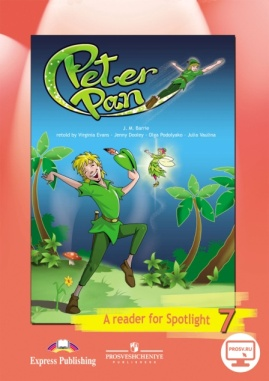 Peter
Pan
J. M. Barrie
retold by Virginia Evans - Jenny Dooley - Olga Podolyako - Julia Vaulina
A reader for Spotlight 7
Express Publishing
PROSVESHCHENIYE
PUBLISHERS
PROSV.RU